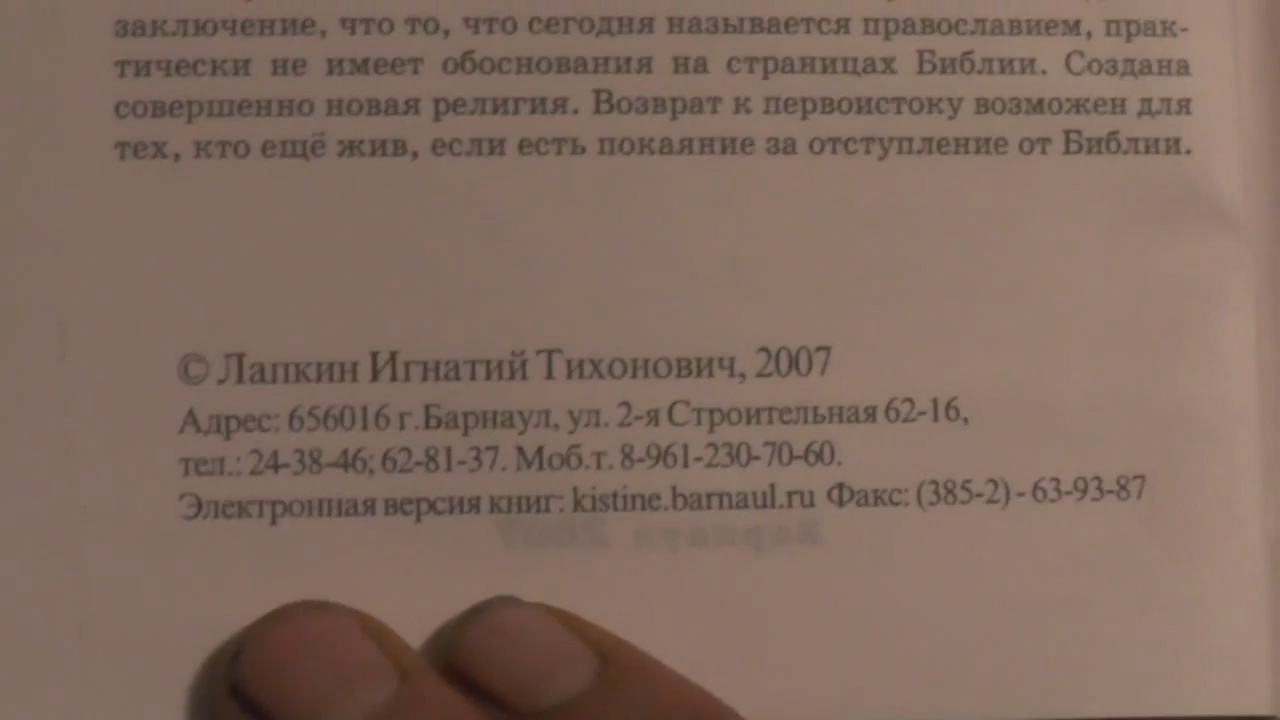 заключение, что то, что сегодня называется православием, прак-
тически не имеет обоснования на страницах Библии. Создана
совершенно новая религия. Возврат к первоистоку возможен для
тех, кто ещё жив, если есть покаяние за отступление от Библии.
© Лапкин Игнатий Тихонович, 2007
Адрес: 656016 г.Барнаул, ул. 2-я Строительная 62-16,
тел.: 24-38-46; 62-81-37. Моб.т. 8-961-230-70-60.
Электронная версия книг: kistine.barnaul.ru Факс: (385-2) - 63-93-87